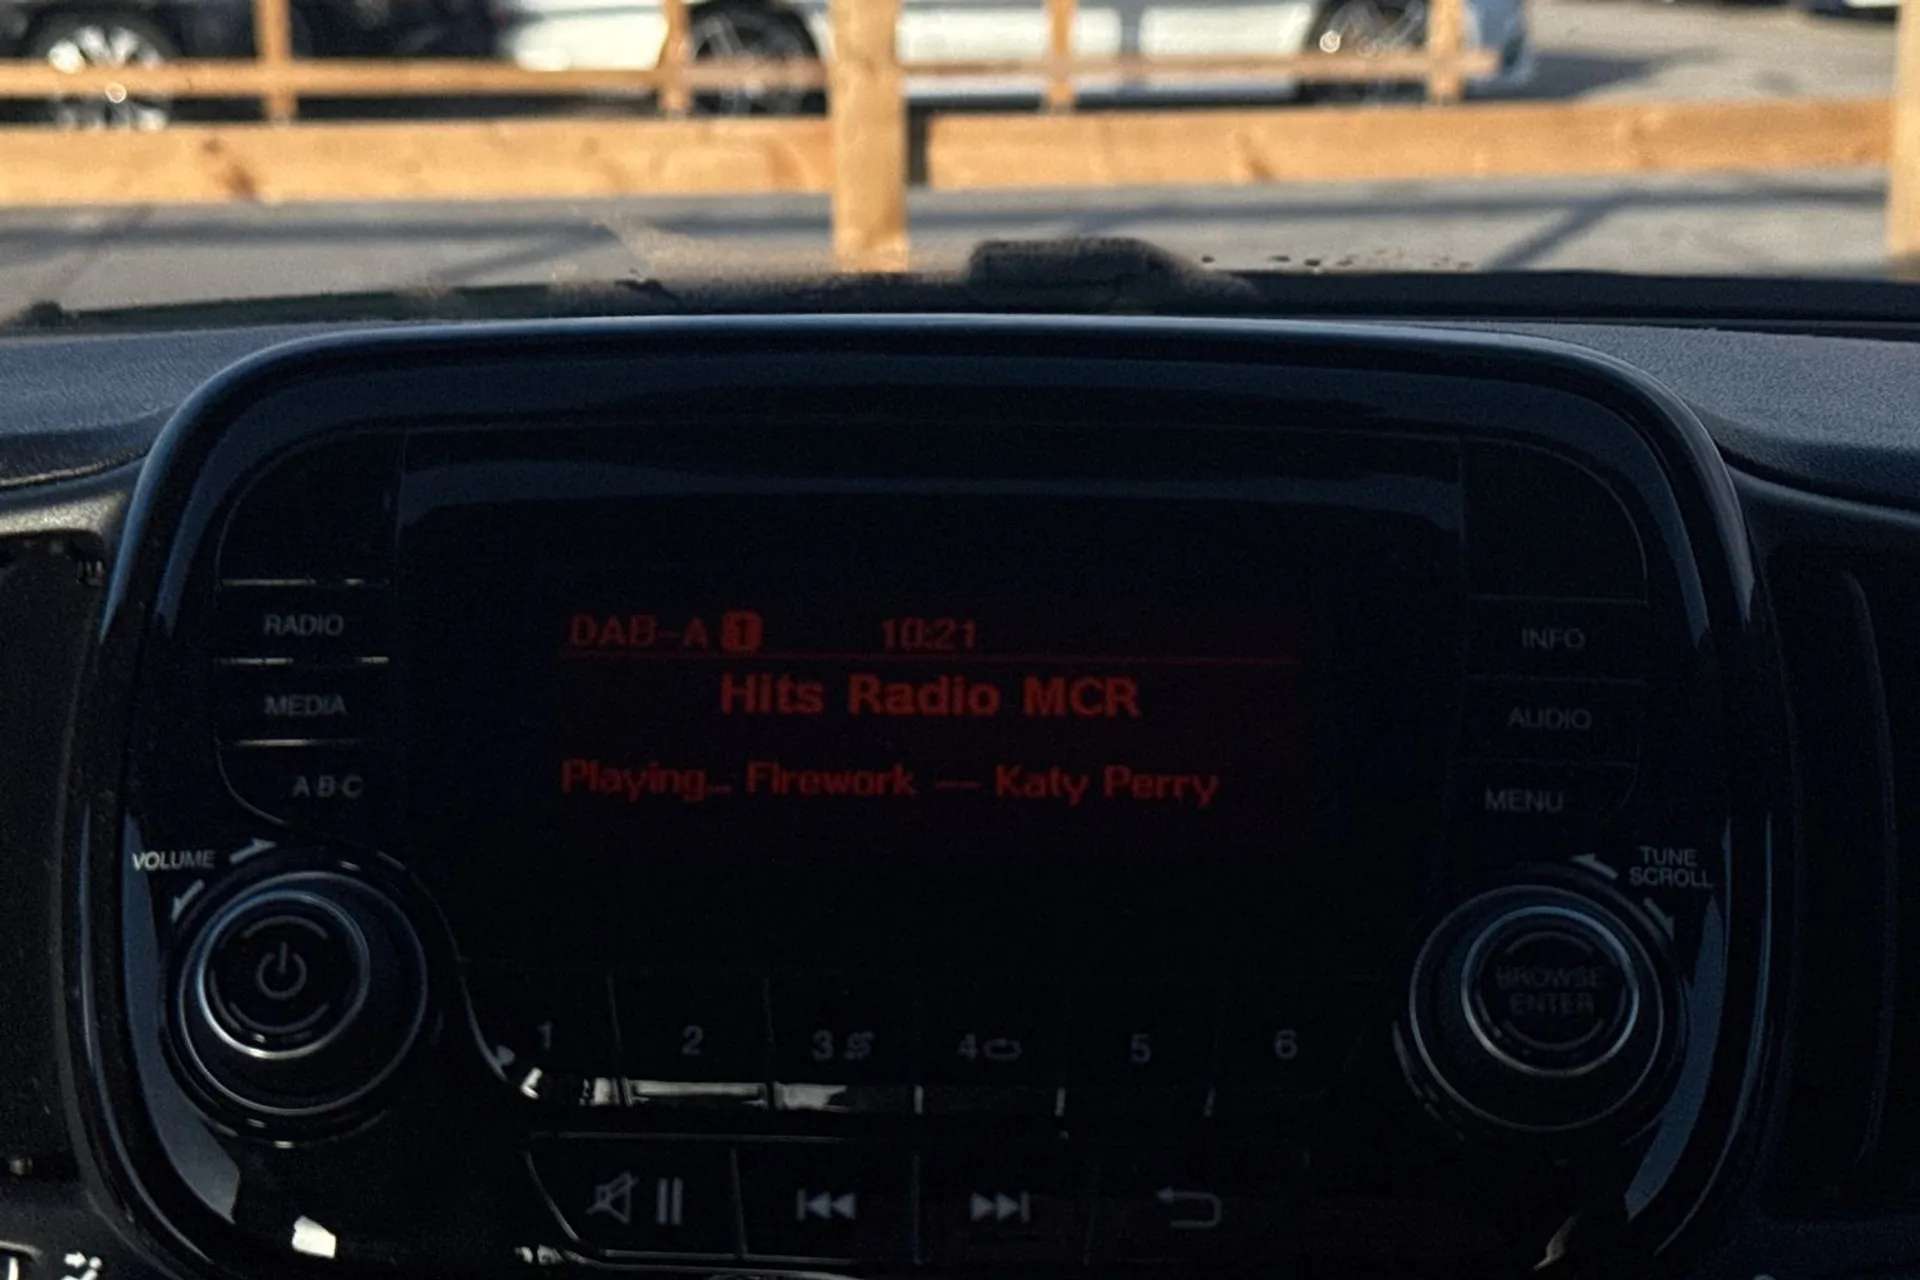 DAB-A 1 10:21
Hits Radio MCR
Playing... Firework — Katy Perry
RADIO
MEDIA
A B C
INFO
AUDIO
MENU
VOLUME
TUNE
SCROLL
BROWSE
ENTER
1 2 3 4 5 6